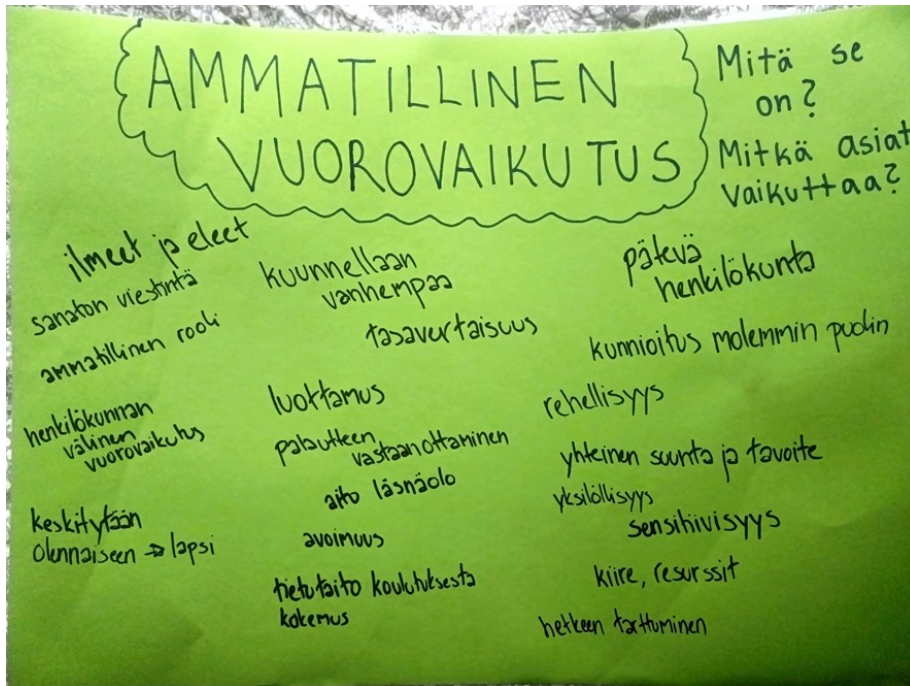 AMMATILLINEN
VUOROVAIKUTUS
Mitä se
on?
Mitkä asiat
vaikuttaa?
ilmeet ja eleet
sanaton viestintä
ammatillinen rooli
henkilökunnan
välinen
vuorovaikutus
keskitytään
olennaiseen → lapsi
kuunnellaan
vanhempaa
tasavertaisuus
luottamus
palautteen
vastaanottaminen
aito läsnäolo
avoimuus
tietutaito koulutuksesta
kokemus
pätevä
henkilökunta
kunnioitus molemmin puolin
rehellisyys
yhteinen suunta ja tavoite
yksilöllisyys
sensitivisyys
kiire, resurssit
hetkeen tarttuminen